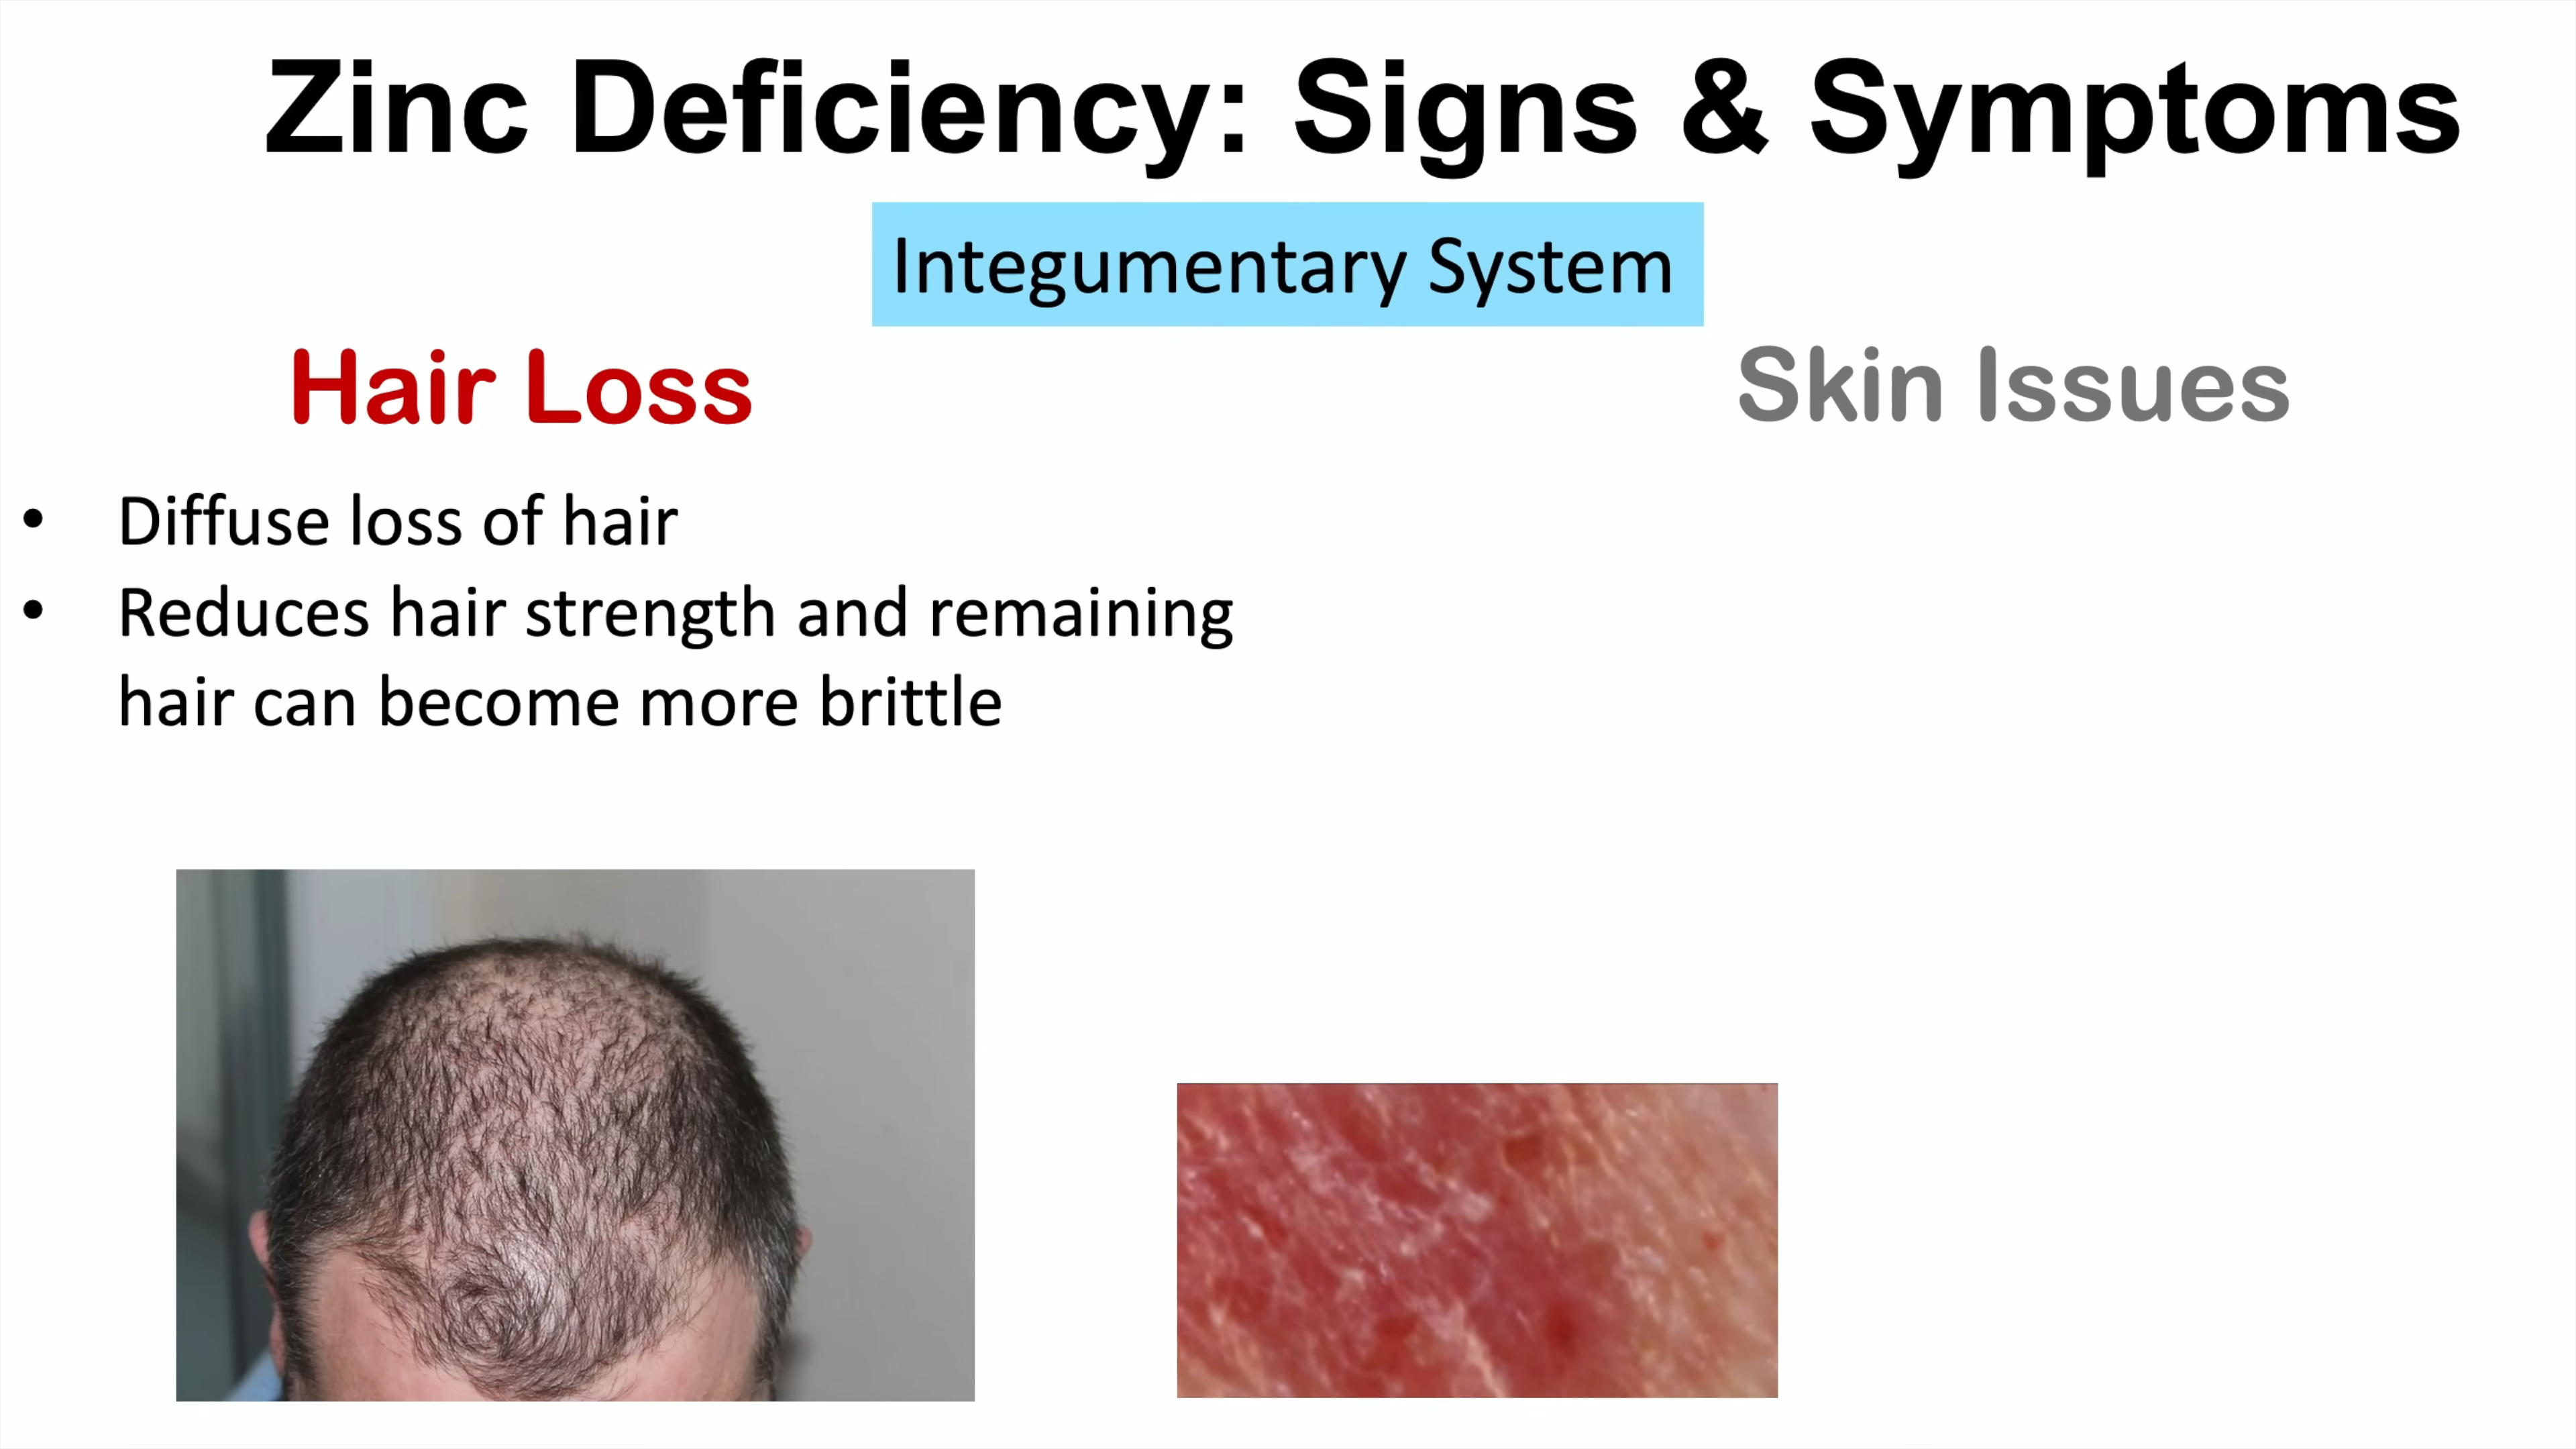 Zinc Deficiency: Signs & Symptoms
Integumentary System
Hair Loss
• Diffuse loss of hair
• Reduces hair strength and remaining
hair can become more brittle
Skin Issues